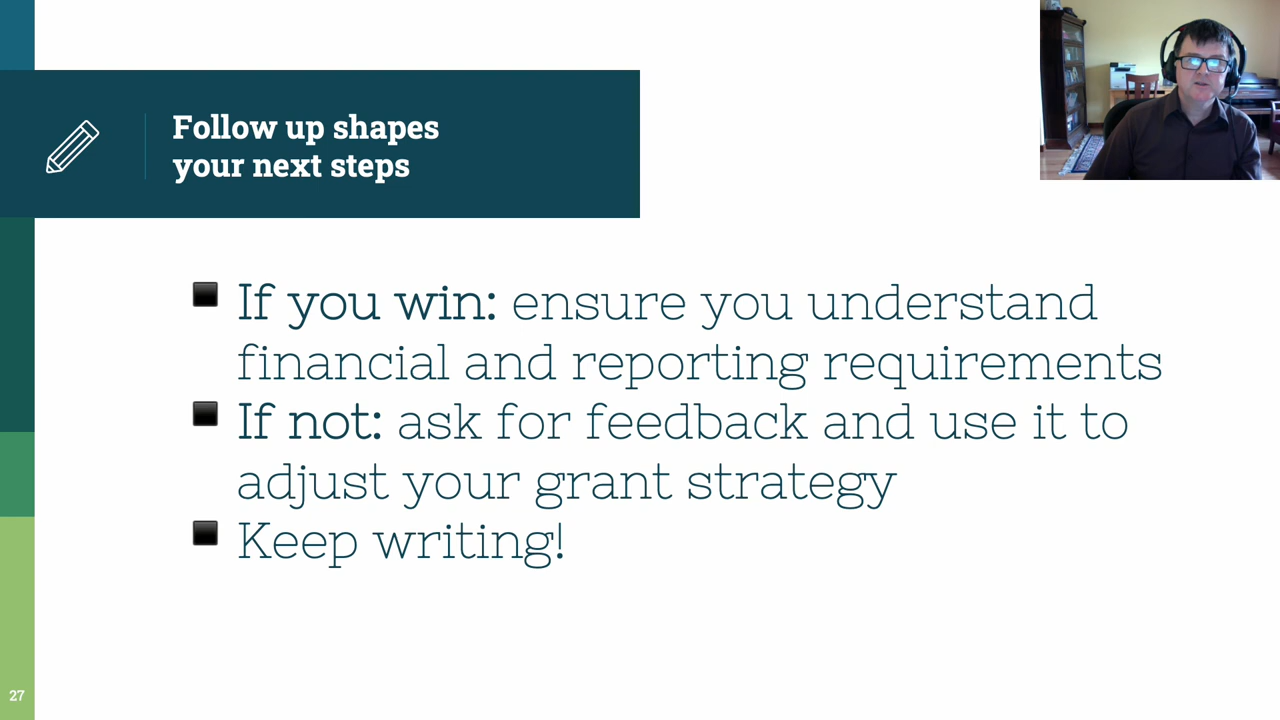 Follow up shapes
your next steps
If you win: ensure you understand
financial and reporting requirements
If not: ask for feedback and use it to
adjust your grant strategy
Keep writing!
27